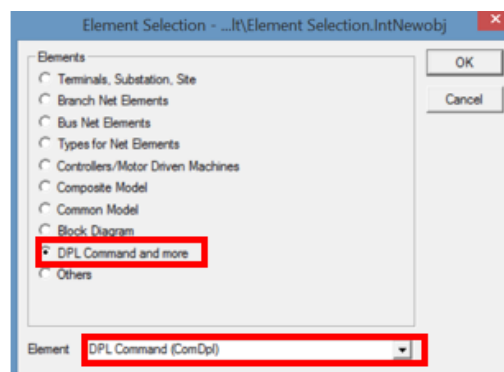 Element Selection - ...lt\Element Selection.IntNewobj
Elements
Terminals, Substation, Site
Branch Net Elements
Bus Net Elements
Types for Net Elements
Controllers/Motor Driven Machines
Composite Model
Common Model
Block Diagram
DPL Command and more
Others
OK
Cancel
Element DPL Command (ComDpl)